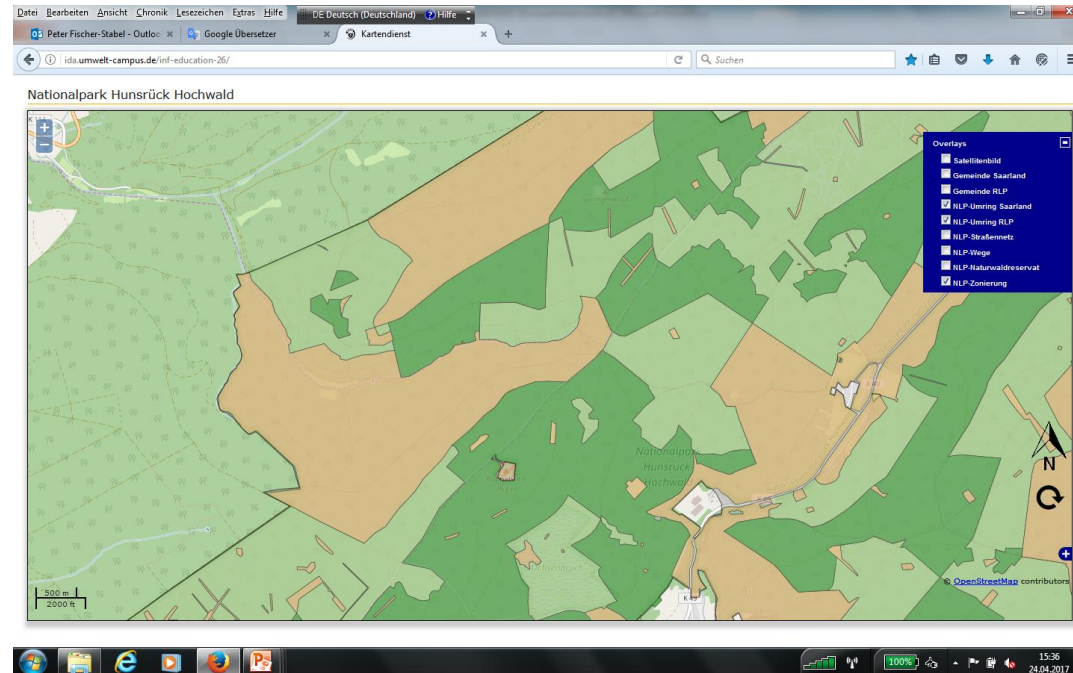 Datei Bearbeiten Ansicht Chronik Lesezeichen Extras Hilfe
DE Deutsch (Deutschland) Hilfe
Peter Fischer-Stabel - Outloo
Google Übersetzer
Kartendienst
ida.umwelt-campus.de/inf-education-26/
Suchen
Nationalpark Hunsrück Hochwald
Overlays
Satellitenbild
Gemeinde Saarland
Gemeinde RLP
NLP-Umring Saarland
NLP-Umring RLP
NLP-Straßennetz
NLP-Wege
NLP-Naturwaldreservat
NLP-Zonierung
Nationalpark
Hunsrück-
Hochwald
N
K 49
500 m
2000 ft
© OpenStreetMap contributors
100%
15:36
24.04.2017